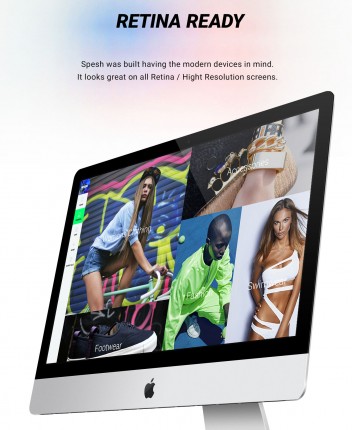 RETINA READY
Spesh was built having the modern devices in mind.
It looks great on all Retina / Hight Resolution screens.
Accessories
Clothing
Swimwear
Footwear